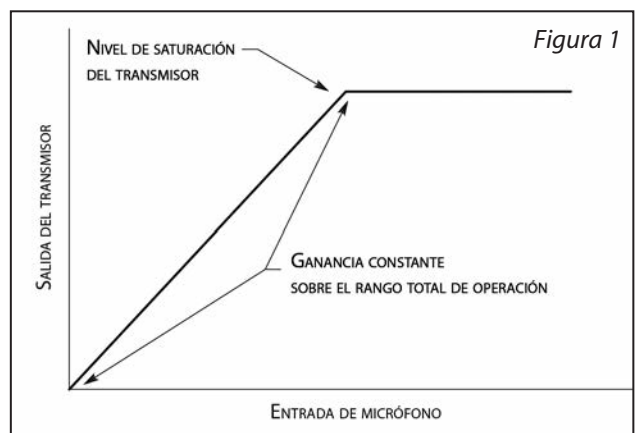 Figura 1
NIVEL DE SATURACIÓN
DEL TRANSMISOR
SALIDA DEL TRANSMISOR
GANANCIA CONSTANTE
SOBRE EL RANGO TOTAL DE OPERACIÓN
ENTRADA DE MICRÓFONO